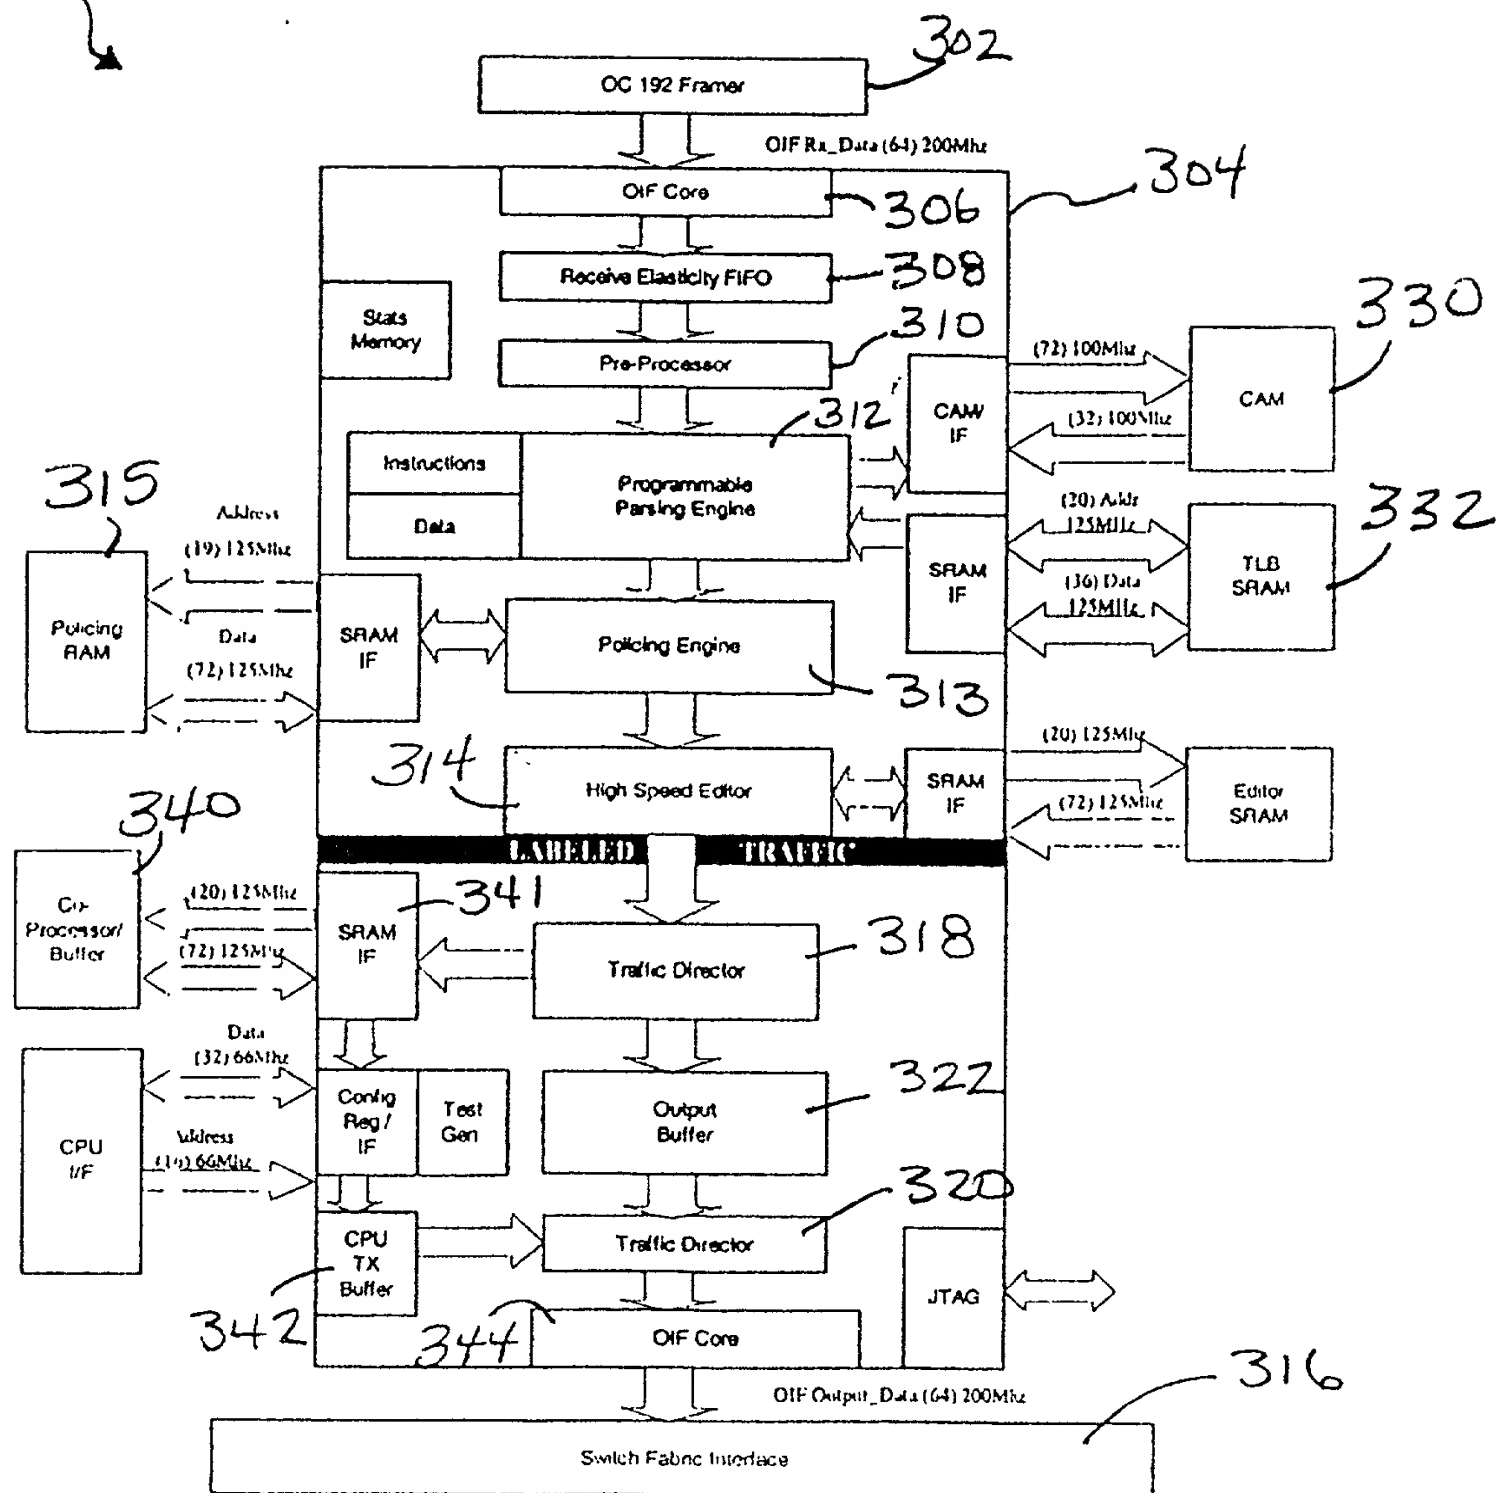 302
OC 192 Framer
OIF Rx_Data (64) 200Mhz
304
OIF Core
306
Receive Elasticity FIFO
308
Stats
Memory
310
Pre-Processor
330
(72) 100Mhz
CAM
(32) 100Mhz
CAM/
IF
312
Instructions
Data
Programmable
Parsing Engine
315
Address
(19) 125Mhz
Policing
RAM
Data
(72) 125Mhz
SRAM
IF
(20) Addr
125MHz
332
TLB
SRAM
(36) Data
125MHz
SRAM
IF
Policing Engine
313
314
High Speed Editor
SRAM
IF
(20) 125Mhz
(72) 125Mhz
Editor
SRAM
LABELED TRAFFIC
340
Co-
Processor/
Buffer
(20) 125Mhz
(72) 125Mhz
341
SRAM
IF
Traffic Director
318
Data
(32) 66Mhz
CPU
I/F
Address
66Mhz
Config
Reg /
IF
Test
Gen
Output
Buffer
322
320
CPU
TX
Buffer
Traffic Director
342
344
OIF Core
JTAG
OIF Output_Data (64) 200Mhz
316
Switch Fabric Interface